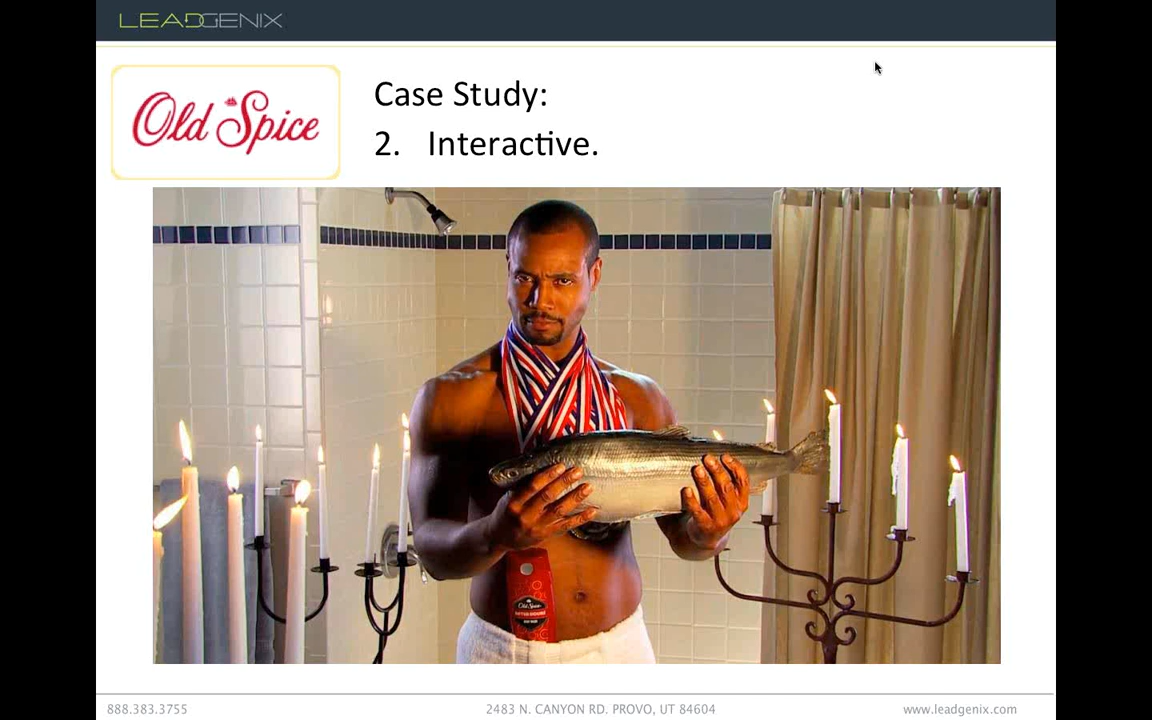 LEADGENIX
Old Spice
Case Study:
2. Interactive.
Old Spice
888.383.3755
2483 N. CANYON RD. PROVO, UT 84604
www.leadgenix.com